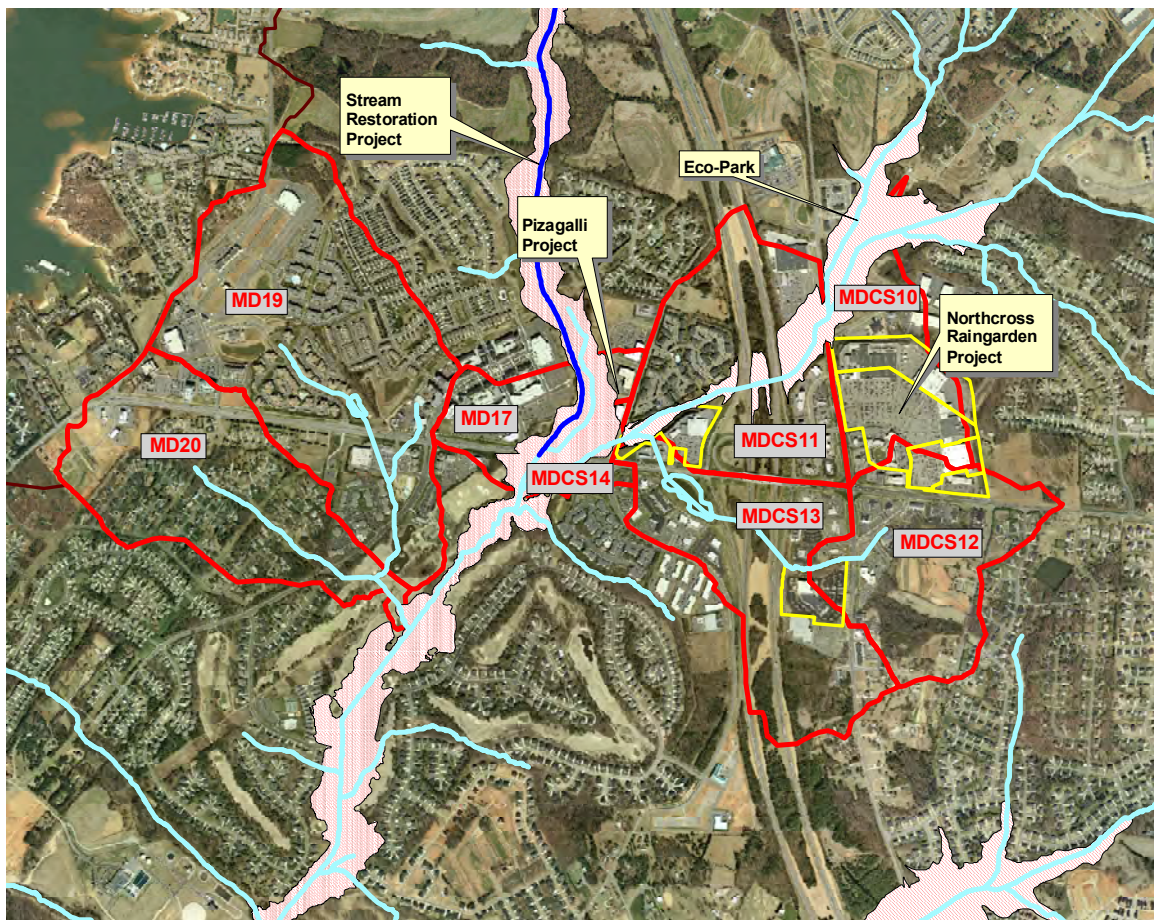 Stream
Restoration
Project
Eco-Park
Pizagalli
Project
MD19
MDCS10
Northcross
Raingarden
Project
MD17
MD20
MDCS11
MDCS14
MDCS13
MDCS12